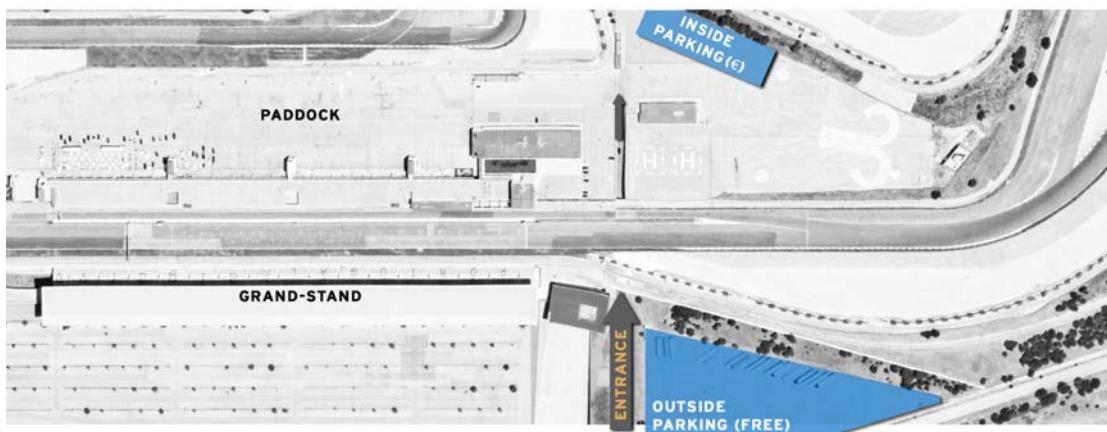 INSIDE
PARKING (€)
PADDOCK
H H
GRAND-STAND
ENTRANCE
OUTSIDE
PARKING (FREE)